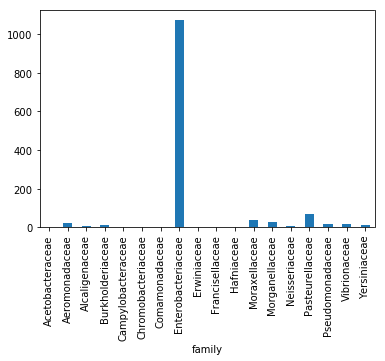 1000
800
600
400
200
0
Acetobacteraceae
Aeromonadaceae
Alcaligenaceae
Burkholderiaceae
Campylobacteraceae
Chromobacteriaceae
Comamonadaceae
Enterobacteriaceae
Erwiniaceae
Francisellaceae
Hafniaceae
Moraxellaceae
Morganellaceae
Neisseriaceae
Pasteurellaceae
Pseudomonadaceae
Vibrionaceae
Yersiniaceae
family